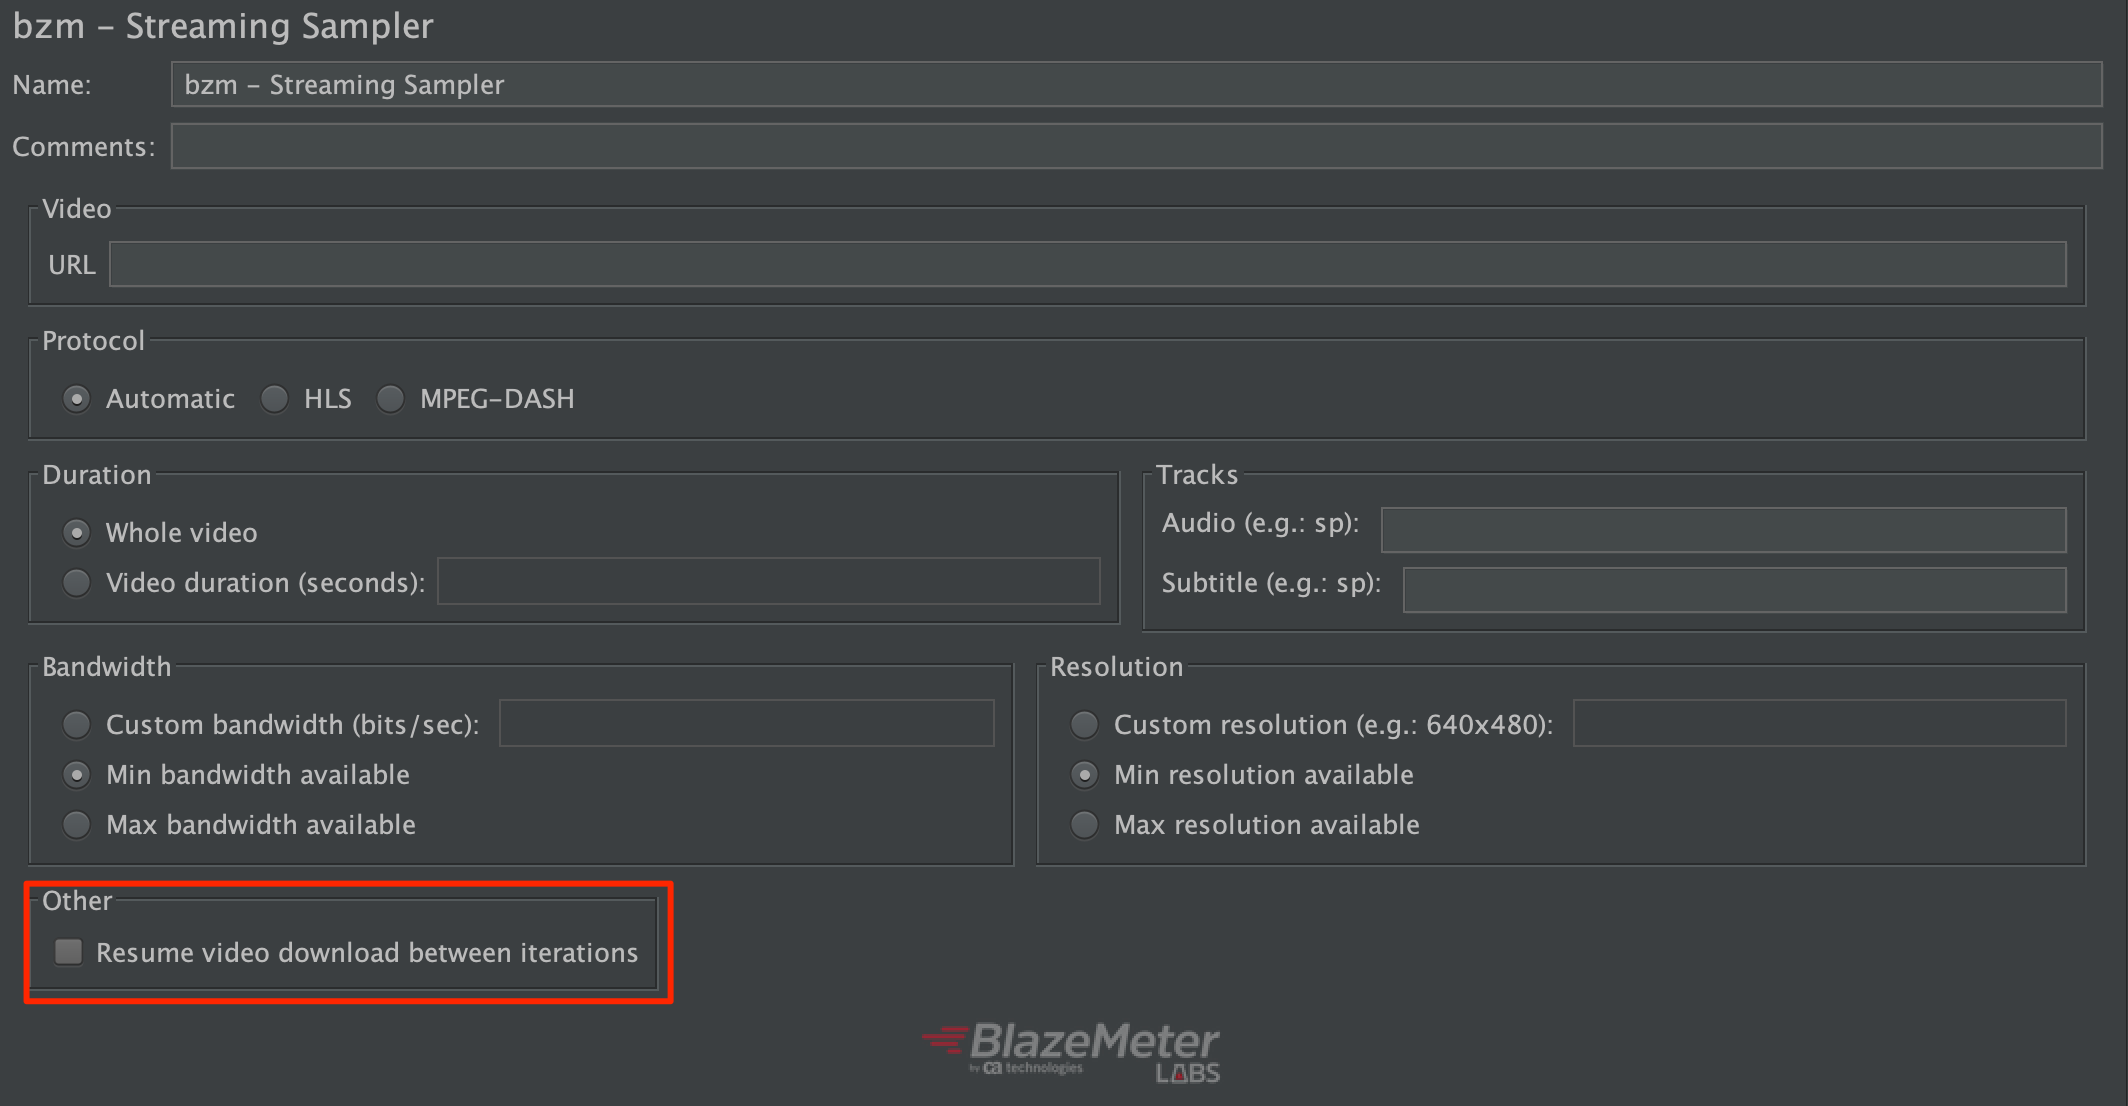 bzm – Streaming Sampler
Name: bzm – Streaming Sampler
Comments:
Video
URL
Protocol
Automatic HLS MPEG–DASH
Duration
Whole video
Video duration (seconds):
Tracks
Audio (e.g.: sp):
Subtitle (e.g.: sp):
Bandwidth
Custom bandwidth (bits/sec):
Min bandwidth available
Max bandwidth available
Resolution
Custom resolution (e.g.: 640x480):
Min resolution available
Max resolution available
Other
Resume video download between iterations
BlazeMeter
by ca technologies
LABS